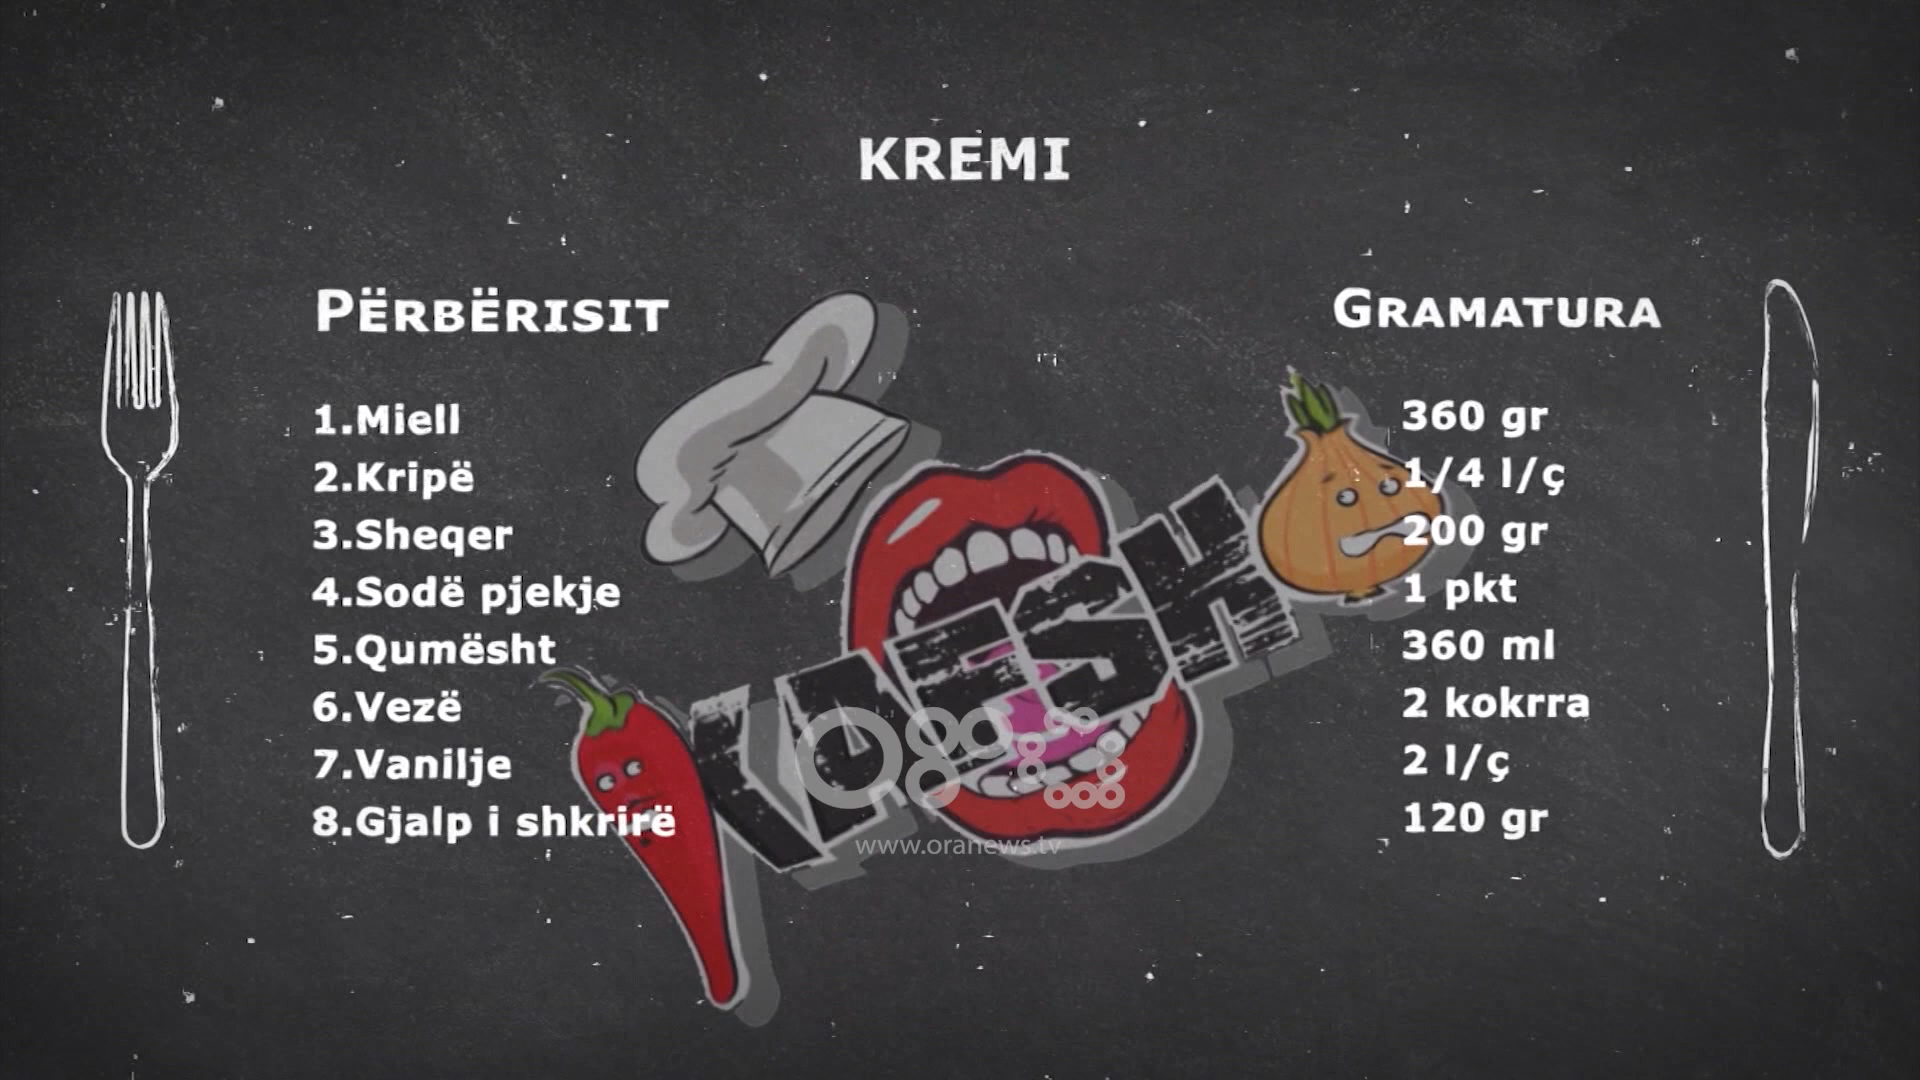 KREMI
PËRBËRISIT
GRAMATURA
1.Miell
360 gr
2.Kripë
1/4 l/ç
3.Sheqer
200 gr
4.Sodë pjekje
1 pkt
5.Qumësht
360 ml
6.Vezë
2 kokrra
7.Vanilje
2 l/ç
8.Gjalp i shkrirë
120 gr
KAFSH
www.oranews.tv